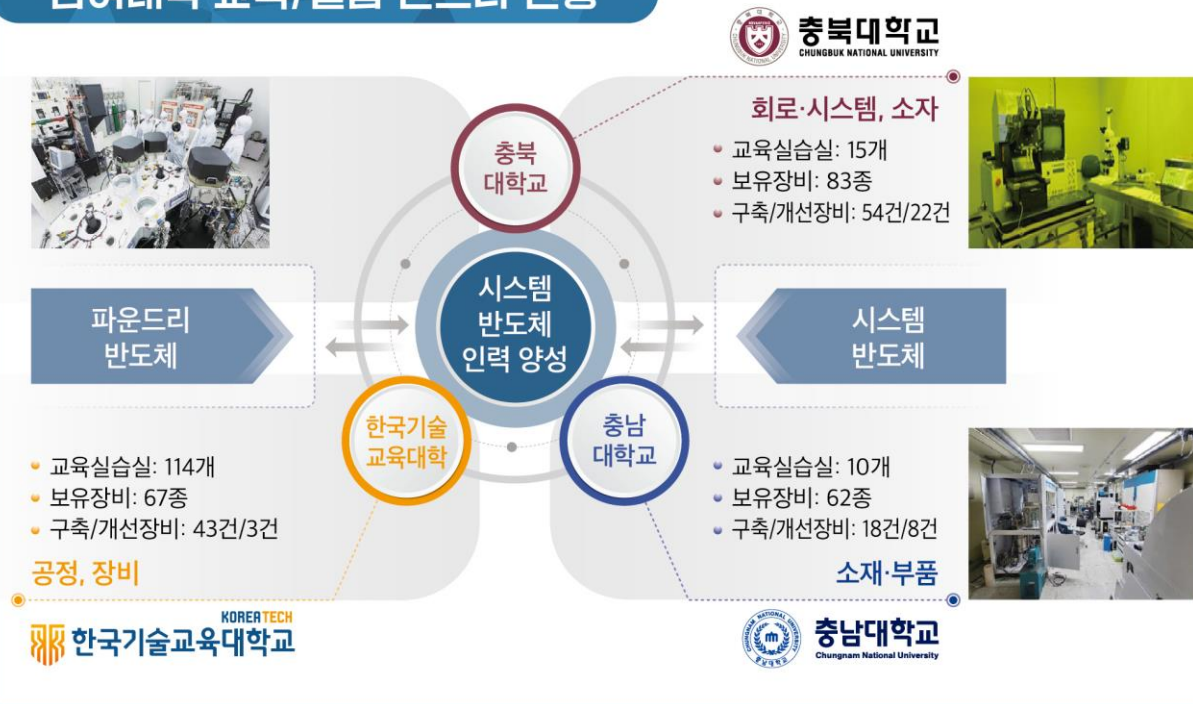 충북대학교
CHUNGBUK NATIONAL UNIVERSITY
회로·시스템, 소자
• 교육실습실: 15개
• 보유장비: 83종
• 구축/개선장비: 54건/22건
충북
대학교
시스템
반도체
인력 양성
파운드리
반도체
시스템
반도체
한국기술
교육대학
충남
대학교
• 교육실습실: 114개
• 보유장비: 67종
• 구축/개선장비: 43건/3건
공정, 장비
KOREATECH
한국기술교육대학교
• 교육실습실: 10개
• 보유장비: 62종
• 구축/개선장비: 18건/8건
소재·부품
충남대학교
Chungnam National University